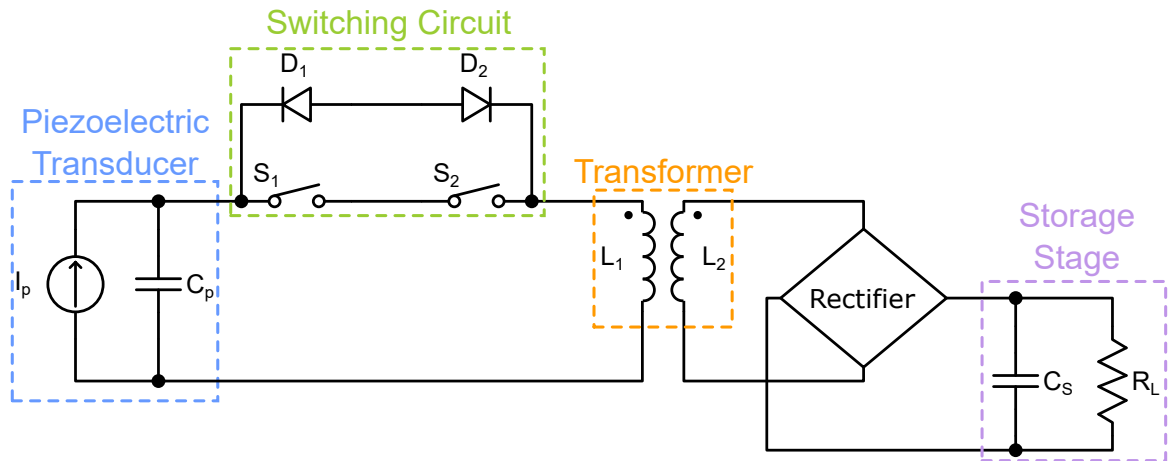 Switching Circuit
D1
D2
Piezoelectric
Transducer
S1
S2
Transformer
Storage
Stage
Ip
Cp
L1
L2
Rectifier
CS
RL